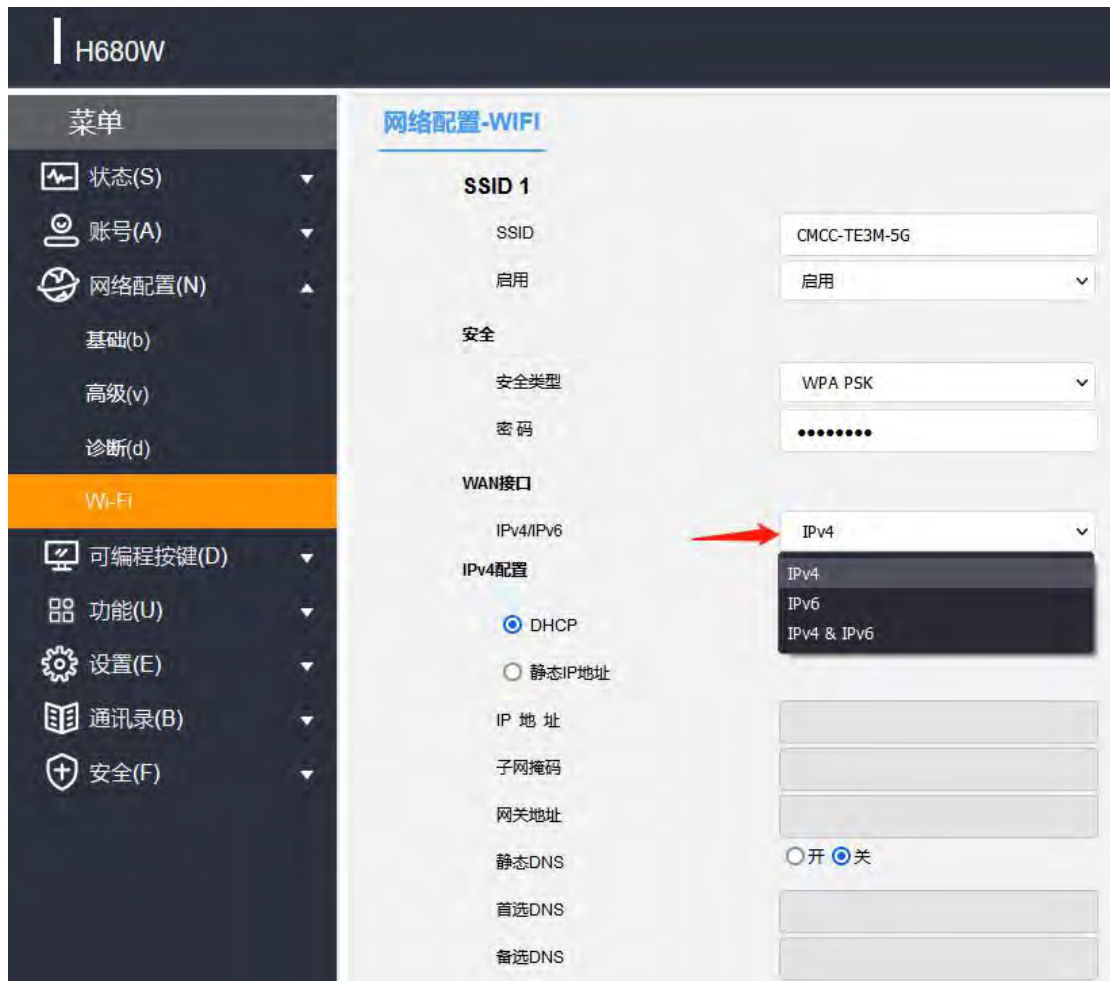 H680W
菜单
状态(S)
账号(A)
网络配置(N)
基础(b)
高级(v)
诊断(d)
Wi-Fi
可编程按键(D)
功能(U)
设置(E)
通讯录(B)
安全(F)
网络配置-WIFI
SSID 1
SSID CMCC-TE3M-5G
启用 启用
安全
安全类型 WPA PSK
密 码 ••••••••
WAN接口
IPv4/IPv6 IPv4
IPv4
IPv6
IPv4 & IPv6
IPv4配置
DHCP
静态IP地址
IP 地 址
子网掩码
网关地址
静态DNS 开 关
首选DNS
备选DNS